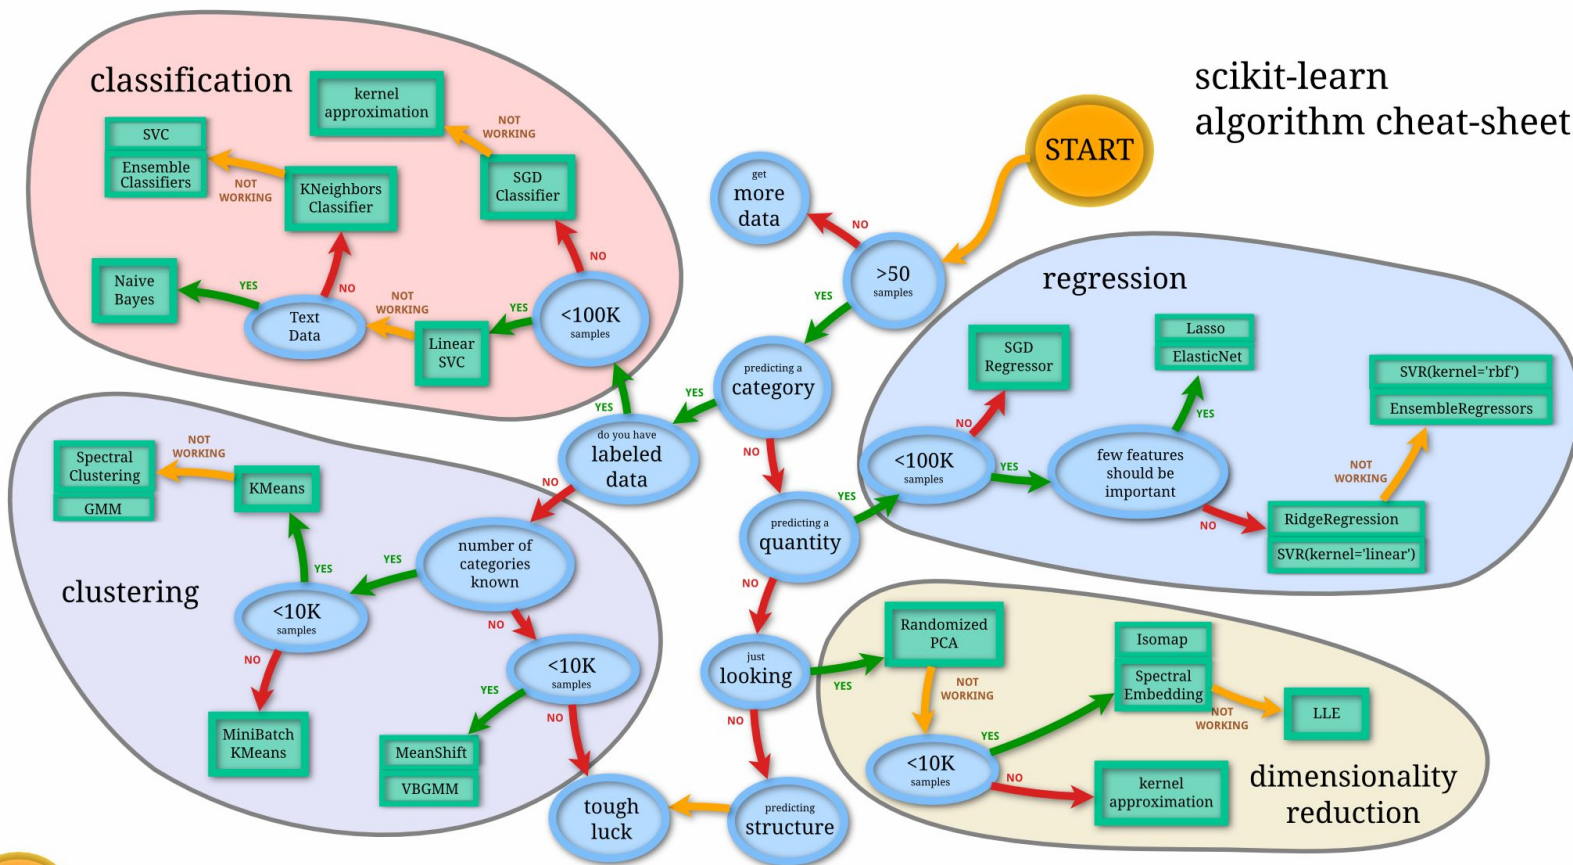 scikit-learn
algorithm cheat-sheet
START
classification
kernel
approximation
NOT
WORKING
SVC
Ensemble
Classifiers
NOT
WORKING
KNeighbors
Classifier
SGD
Classifier
NO
Naive
Bayes
YES
NO
Text
Data
NOT
WORKING
Linear
SVC
YES
<100K
samples
get
more
data
NO
>50
samples
YES
predicting a
category
YES
YES
do you have
labeled
data
NO
NO
regression
SGD
Regressor
Lasso
ElasticNet
SVR(kernel='rbf')
EnsembleRegressors
NO
YES
<100K
samples
YES
few features
should be
important
NOT
WORKING
NO
RidgeRegression
SVR(kernel='linear')
YES
predicting a
quantity
NO
clustering
Spectral
Clustering
GMM
NOT
WORKING
KMeans
YES
number of
categories
known
YES
<10K
samples
NO
NO
<10K
samples
YES
NO
MiniBatch
KMeans
MeanShift
VBGMM
tough
luck
just
looking
YES
NO
predicting
structure
Randomized
PCA
NOT
WORKING
Isomap
Spectral
Embedding
NOT
WORKING
LLE
YES
<10K
samples
NO
kernel
approximation
dimensionality
reduction